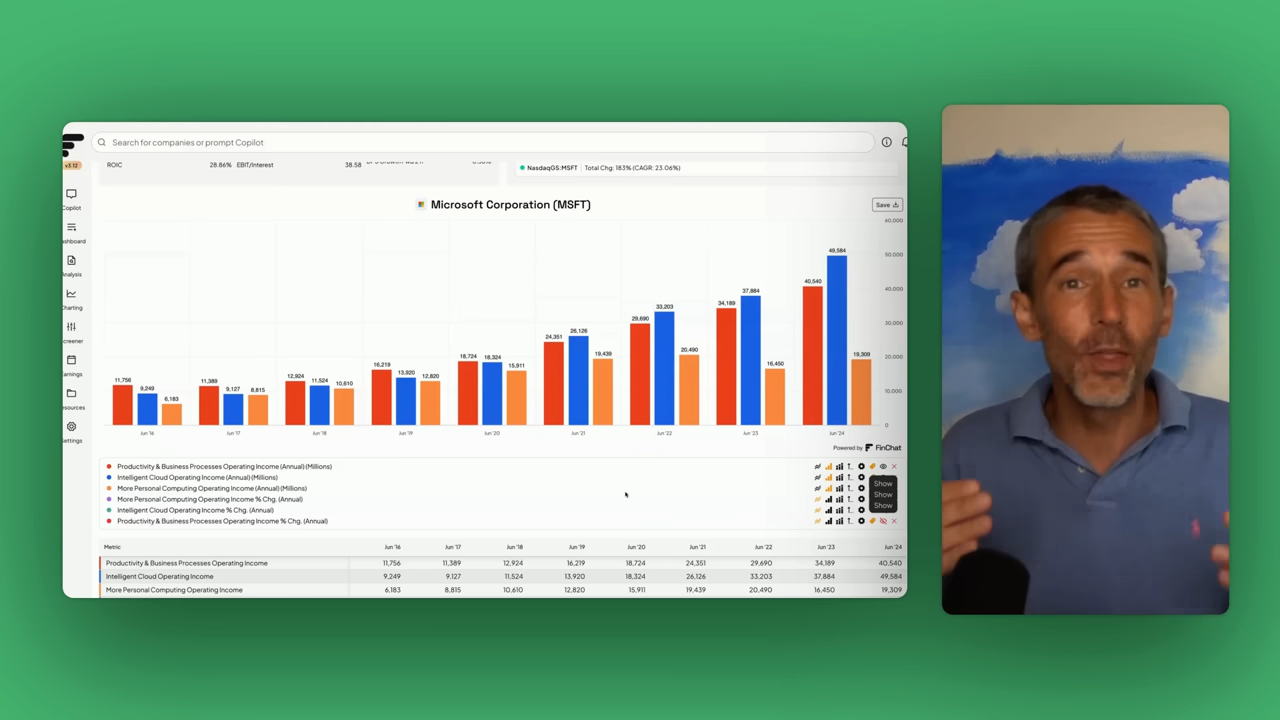 Search for companies or prompt Copilot
v3.12
ROIC 28.86% EBIT/Interest 38.58
NasdaqGS:MSFT Total Chg: 183% (CAGR: 23.06%)
opilot
ashboard
nalysis
harting
creener
arnings
esources
ettings
Microsoft Corporation (MSFT)
Save
60,000
50,000
40,000
30,000
20,000
10,000
0
11,756 9,249 6,183
11,389 9,127 8,815
12,924 11,524 10,610
16,219 13,920 12,820
18,724 18,324 15,911
24,351 26,126 19,439
29,690 33,203 20,490
34,189 37,884 16,450
40,540 49,584 19,309
Jun '16 Jun '17 Jun '18 Jun '19 Jun '20 Jun '21 Jun '22 Jun '23 Jun '24
Powered by FinChat
Productivity & Business Processes Operating Income (Annual) (Millions)
Intelligent Cloud Operating Income (Annual) (Millions)
More Personal Computing Operating Income (Annual) (Millions)
More Personal Computing Operating Income % Chg. (Annual)
Intelligent Cloud Operating Income % Chg. (Annual)
Productivity & Business Processes Operating Income % Chg. (Annual)
Show
Show
Show
Metric Jun '16 Jun '17 Jun '18 Jun '19 Jun '20 Jun '21 Jun '22 Jun '23 Jun '24
Productivity & Business Processes Operating Income 11,756 11,389 12,924 16,219 18,724 24,351 29,690 34,189 40,540
Intelligent Cloud Operating Income 9,249 9,127 11,524 13,920 18,324 26,126 33,203 37,884 49,584
More Personal Computing Operating Income 6,183 8,815 10,610 12,820 15,911 19,439 20,490 16,450 19,309